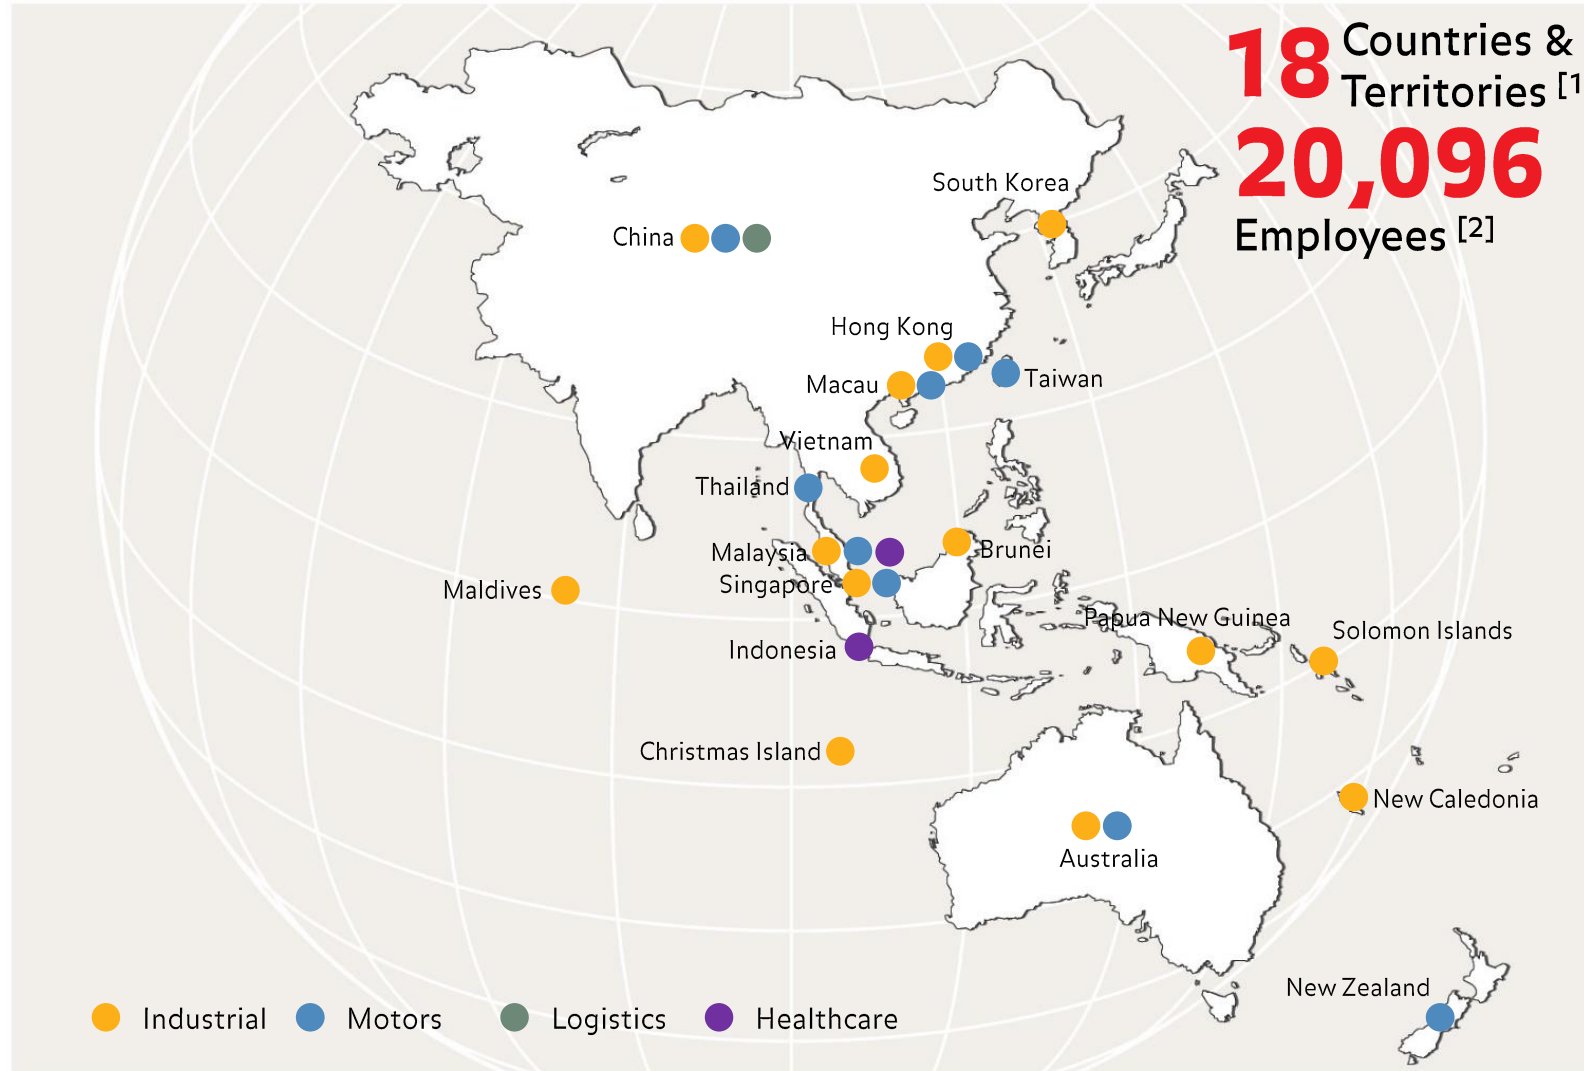 18 Countries &
Territories [1
20,096
Employees [2]
South Korea
China
Hong Kong
Macau
Taiwan
Vietnam
Thailand
Malaysia
Brunei
Singapore
Maldives
Papua New Guinea
Solomon Islands
Indonesia
Christmas Island
New Caledonia
Australia
New Zealand
Industrial Motors Logistics Healthcare